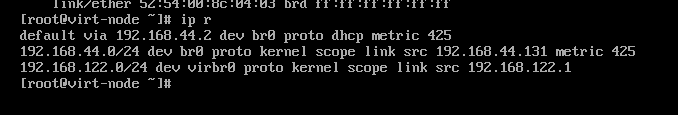 link/ether 52:54:00:8c:04:03 brd ff:ff:ff:ff:ff:ff
[root@virt-node ~]# ip r
default via 192.168.44.2 dev br0 proto dhcp metric 425
192.168.44.0/24 dev br0 proto kernel scope link src 192.168.44.131 metric 425
192.168.122.0/24 dev virbr0 proto kernel scope link src 192.168.122.1
[root@virt-node ~]#